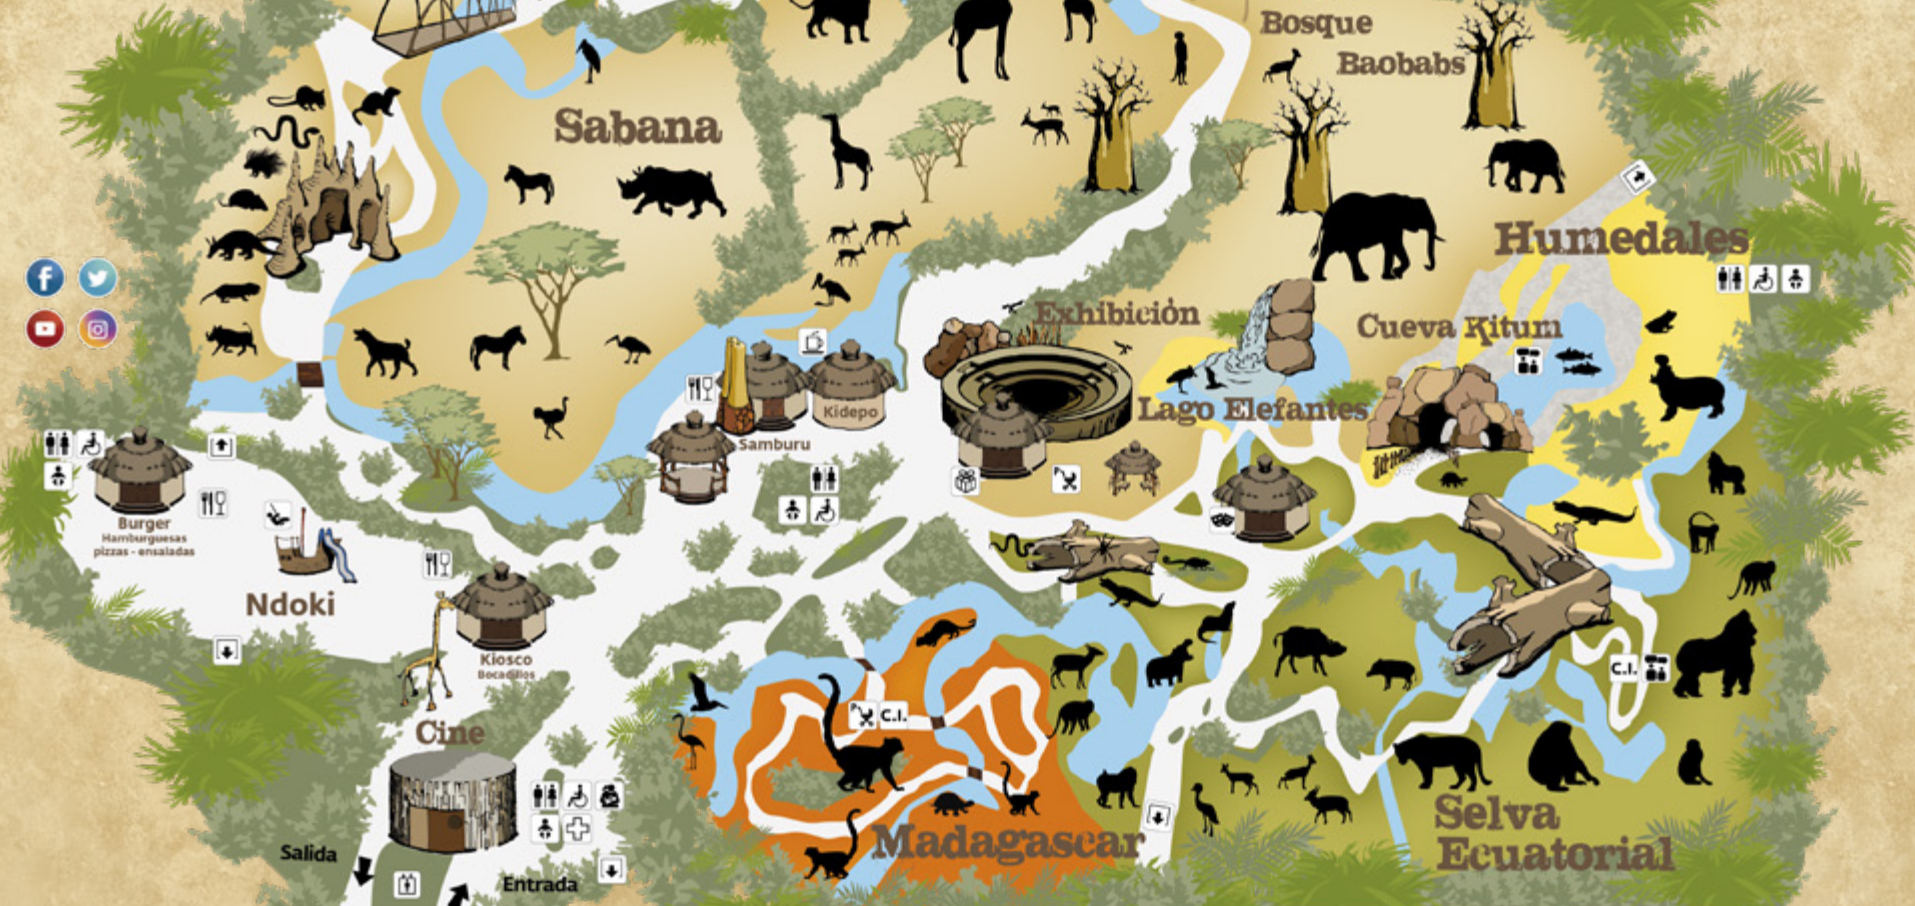 Bosque
Baobabs
Sabana
Humedales
Exhibición
Cueva Kitum
Lago Elefantes
Kidepo
Samburu
Burger
Hamburguesas
pizzas - ensaladas
Ndoki
Kiosco
Bocadillos
C.I.
P
C.I.
Cine
Madagascar
Selva
Ecuatorial
Salida
Entrada